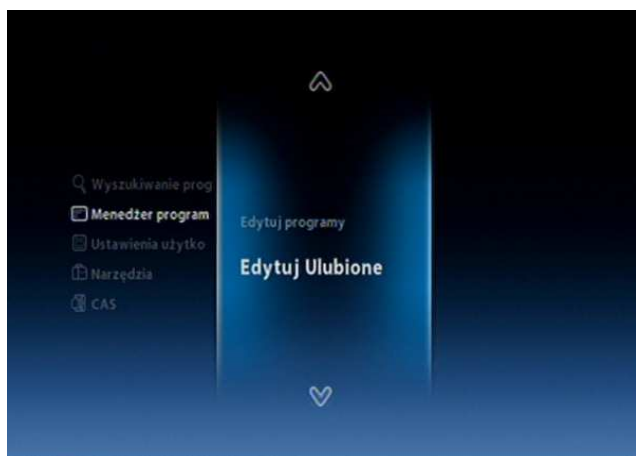 Wyszukiwanie prog
Menedżer program
Ustawienia użytko
Narzędzia
CAS
Edytuj programy
Edytuj Ulubione